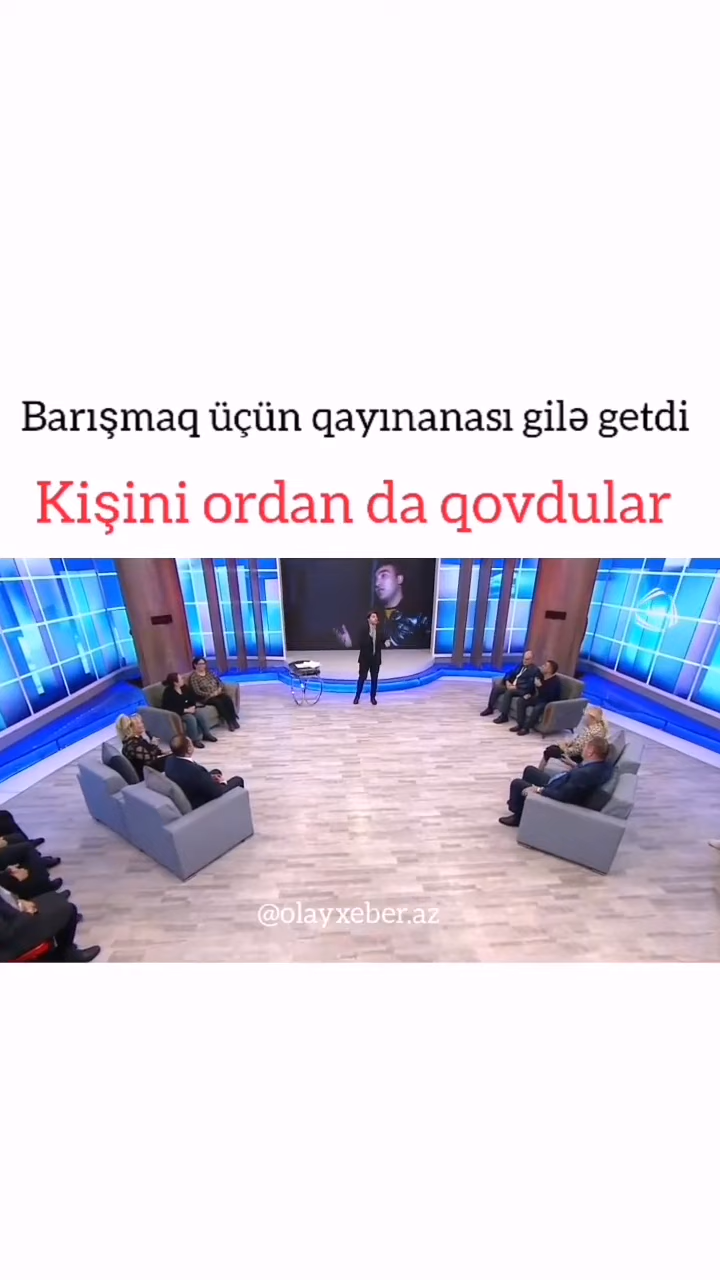 Barışmaq üçün qayınanası gilə getdi
Kişini ordan da qovdular
@olayxeber.az